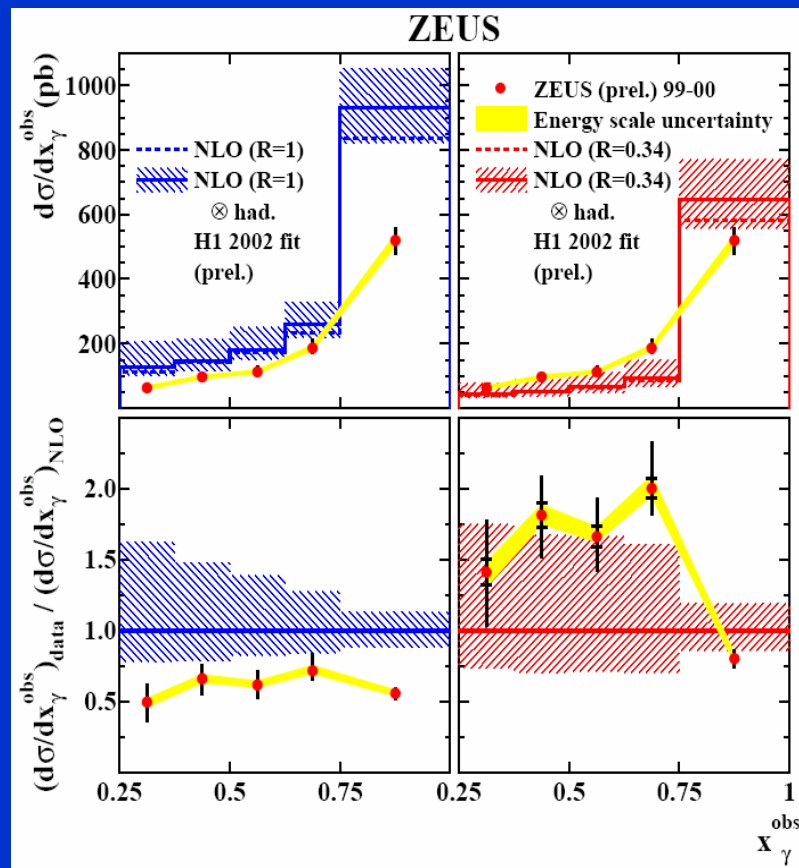 ZEUS
dσ/dx_γ^obs (pb)
1000
800
600
400
200
NLO (R=1)
NLO (R=1)
⊗ had.
H1 2002 fit
(prel.)
ZEUS (prel.) 99-00
Energy scale uncertainty
NLO (R=0.34)
NLO (R=0.34)
⊗ had.
H1 2002 fit
(prel.)
(dσ/dx_γ^obs)_data / (dσ/dx_γ^obs)_NLO
2.0
1.5
1.0
0.5
0.25 0.5 0.75 0.25 0.5 0.75 1
x_γ^obs